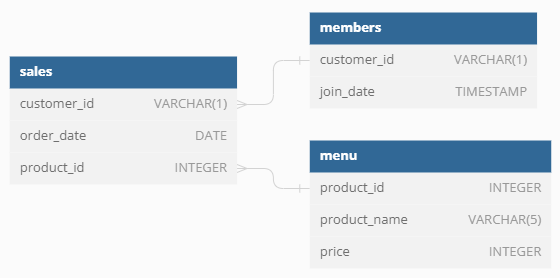 sales
customer_id VARCHAR(1)
order_date DATE
product_id INTEGER
members
customer_id VARCHAR(1)
join_date TIMESTAMP
menu
product_id INTEGER
product_name VARCHAR(5)
price INTEGER